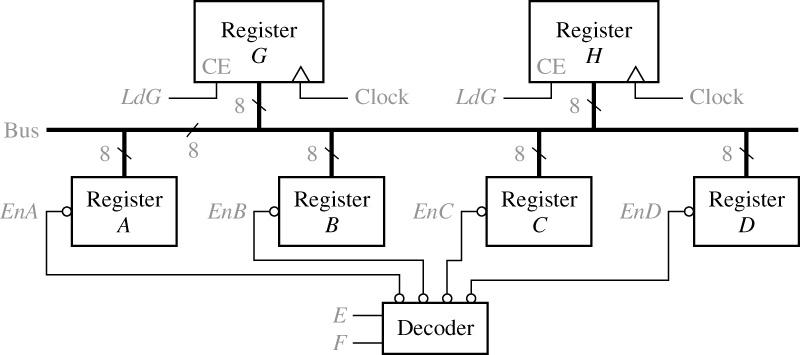 Register Register
G H
CE CE
LdG 8 Clock LdG 8 Clock
Bus
8 8 8 8 8
EnA Register EnB Register EnC Register EnD Register
A B C D
E Decoder
F